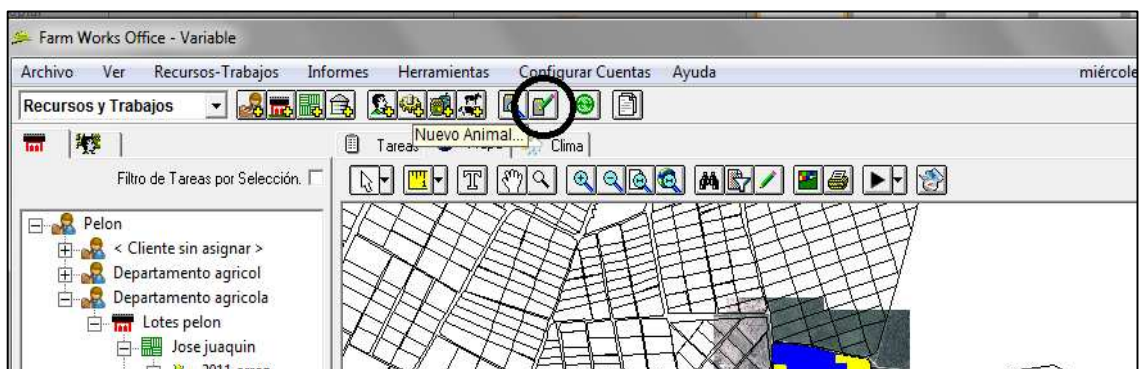 Farm Works Office - Variable
Archivo Ver Recursos-Trabajos Informes Herramientas Configurar Cuentas Ayuda miércole
Recursos y Trabajos
Nuevo Animal...
Tareas Clima
Filtro de Tareas por Selección.
T
Pelon
< Cliente sin asignar >
Departamento agricol
Departamento agricola
Lotes pelon
Jose juaquin